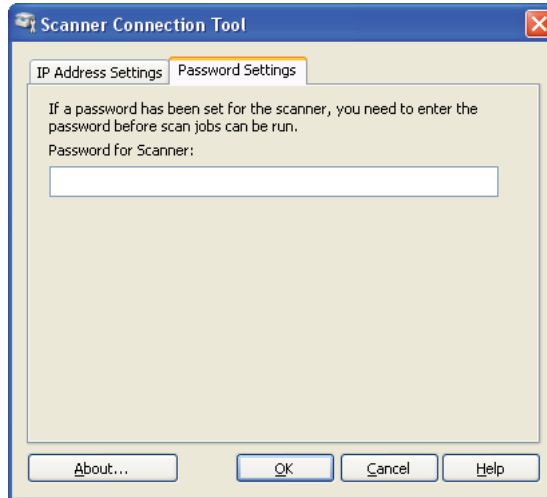 Scanner Connection Tool
IP Address Settings
Password Settings
If a password has been set for the scanner, you need to enter the
password before scan jobs can be run.
Password for Scanner:
About...
OK
Cancel
Help